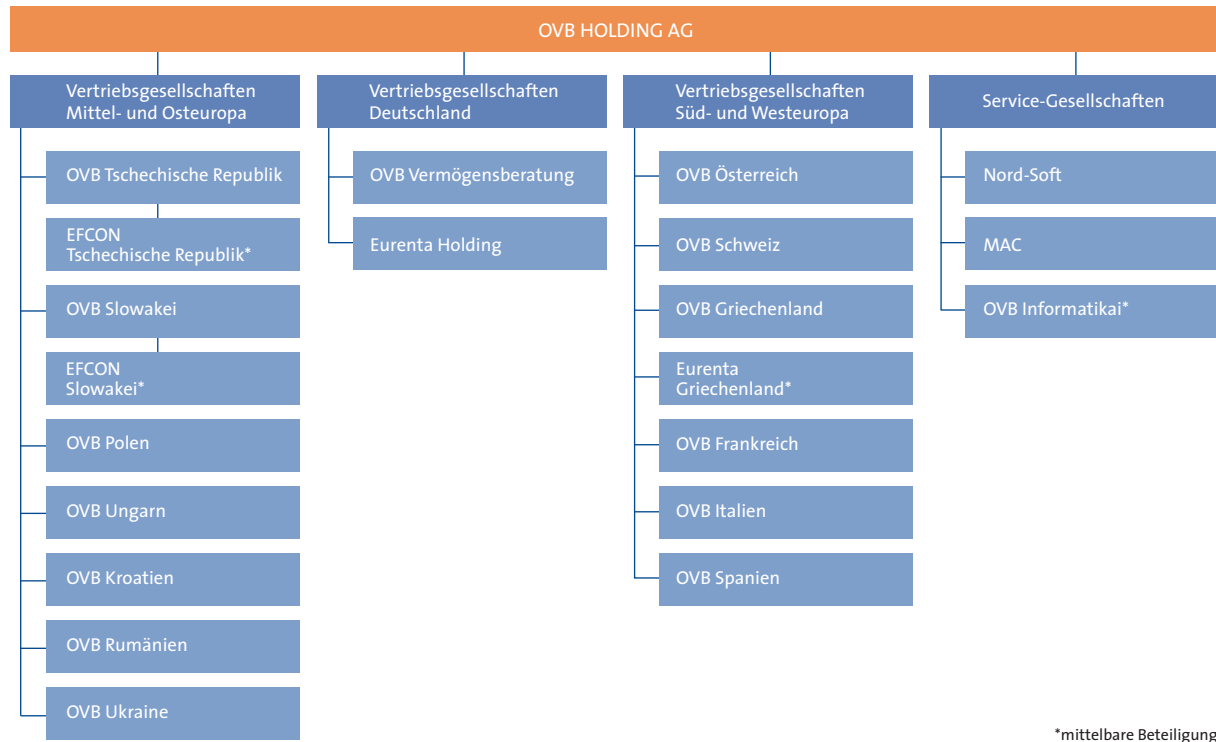 OVB HOLDING AG
Vertriebsgesellschaften
Mittel- und Osteuropa
OVB Tschechische Republik
EFCON
Tschechische Republik*
OVB Slowakei
EFCON
Slowakei*
OVB Polen
OVB Ungarn
OVB Kroatien
OVB Rumänien
OVB Ukraine
Vertriebsgesellschaften
Deutschland
OVB Vermögensberatung
Eurenta Holding
Vertriebsgesellschaften
Süd- und Westeuropa
OVB Österreich
OVB Schweiz
OVB Griechenland
Eurenta
Griechenland*
OVB Frankreich
OVB Italien
OVB Spanien
Service-Gesellschaften
Nord-Soft
MAC
OVB Informatikai*
*mittelbare Beteiligung